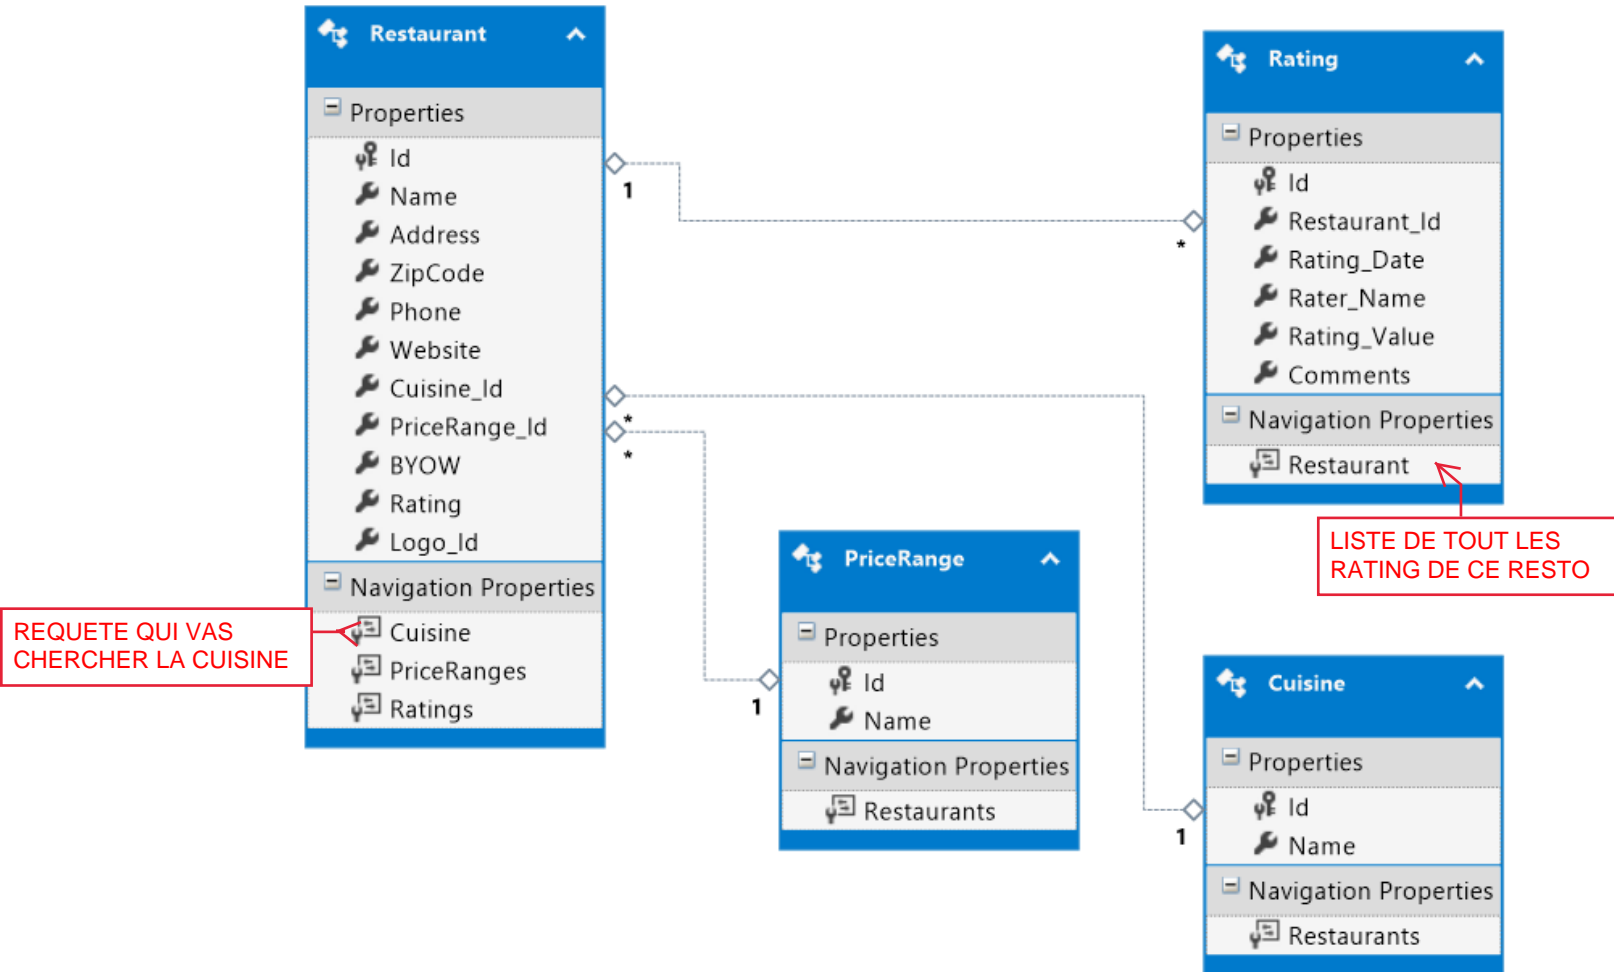 Restaurant
Properties
Id
Name
Address
ZipCode
Phone
Website
Cuisine_Id
PriceRange_Id
BYOW
Rating
Logo_Id
Navigation Properties
Cuisine
PriceRanges
Ratings
REQUETE QUI VAS
CHERCHER LA CUISINE
1
*
*
*
1
1
Rating
Properties
Id
Restaurant_Id
Rating_Date
Rater_Name
Rating_Value
Comments
Navigation Properties
Restaurant
LISTE DE TOUT LES
RATING DE CE RESTO
PriceRange
Properties
Id
Name
Navigation Properties
Restaurants
Cuisine
Properties
Id
Name
Navigation Properties
Restaurants